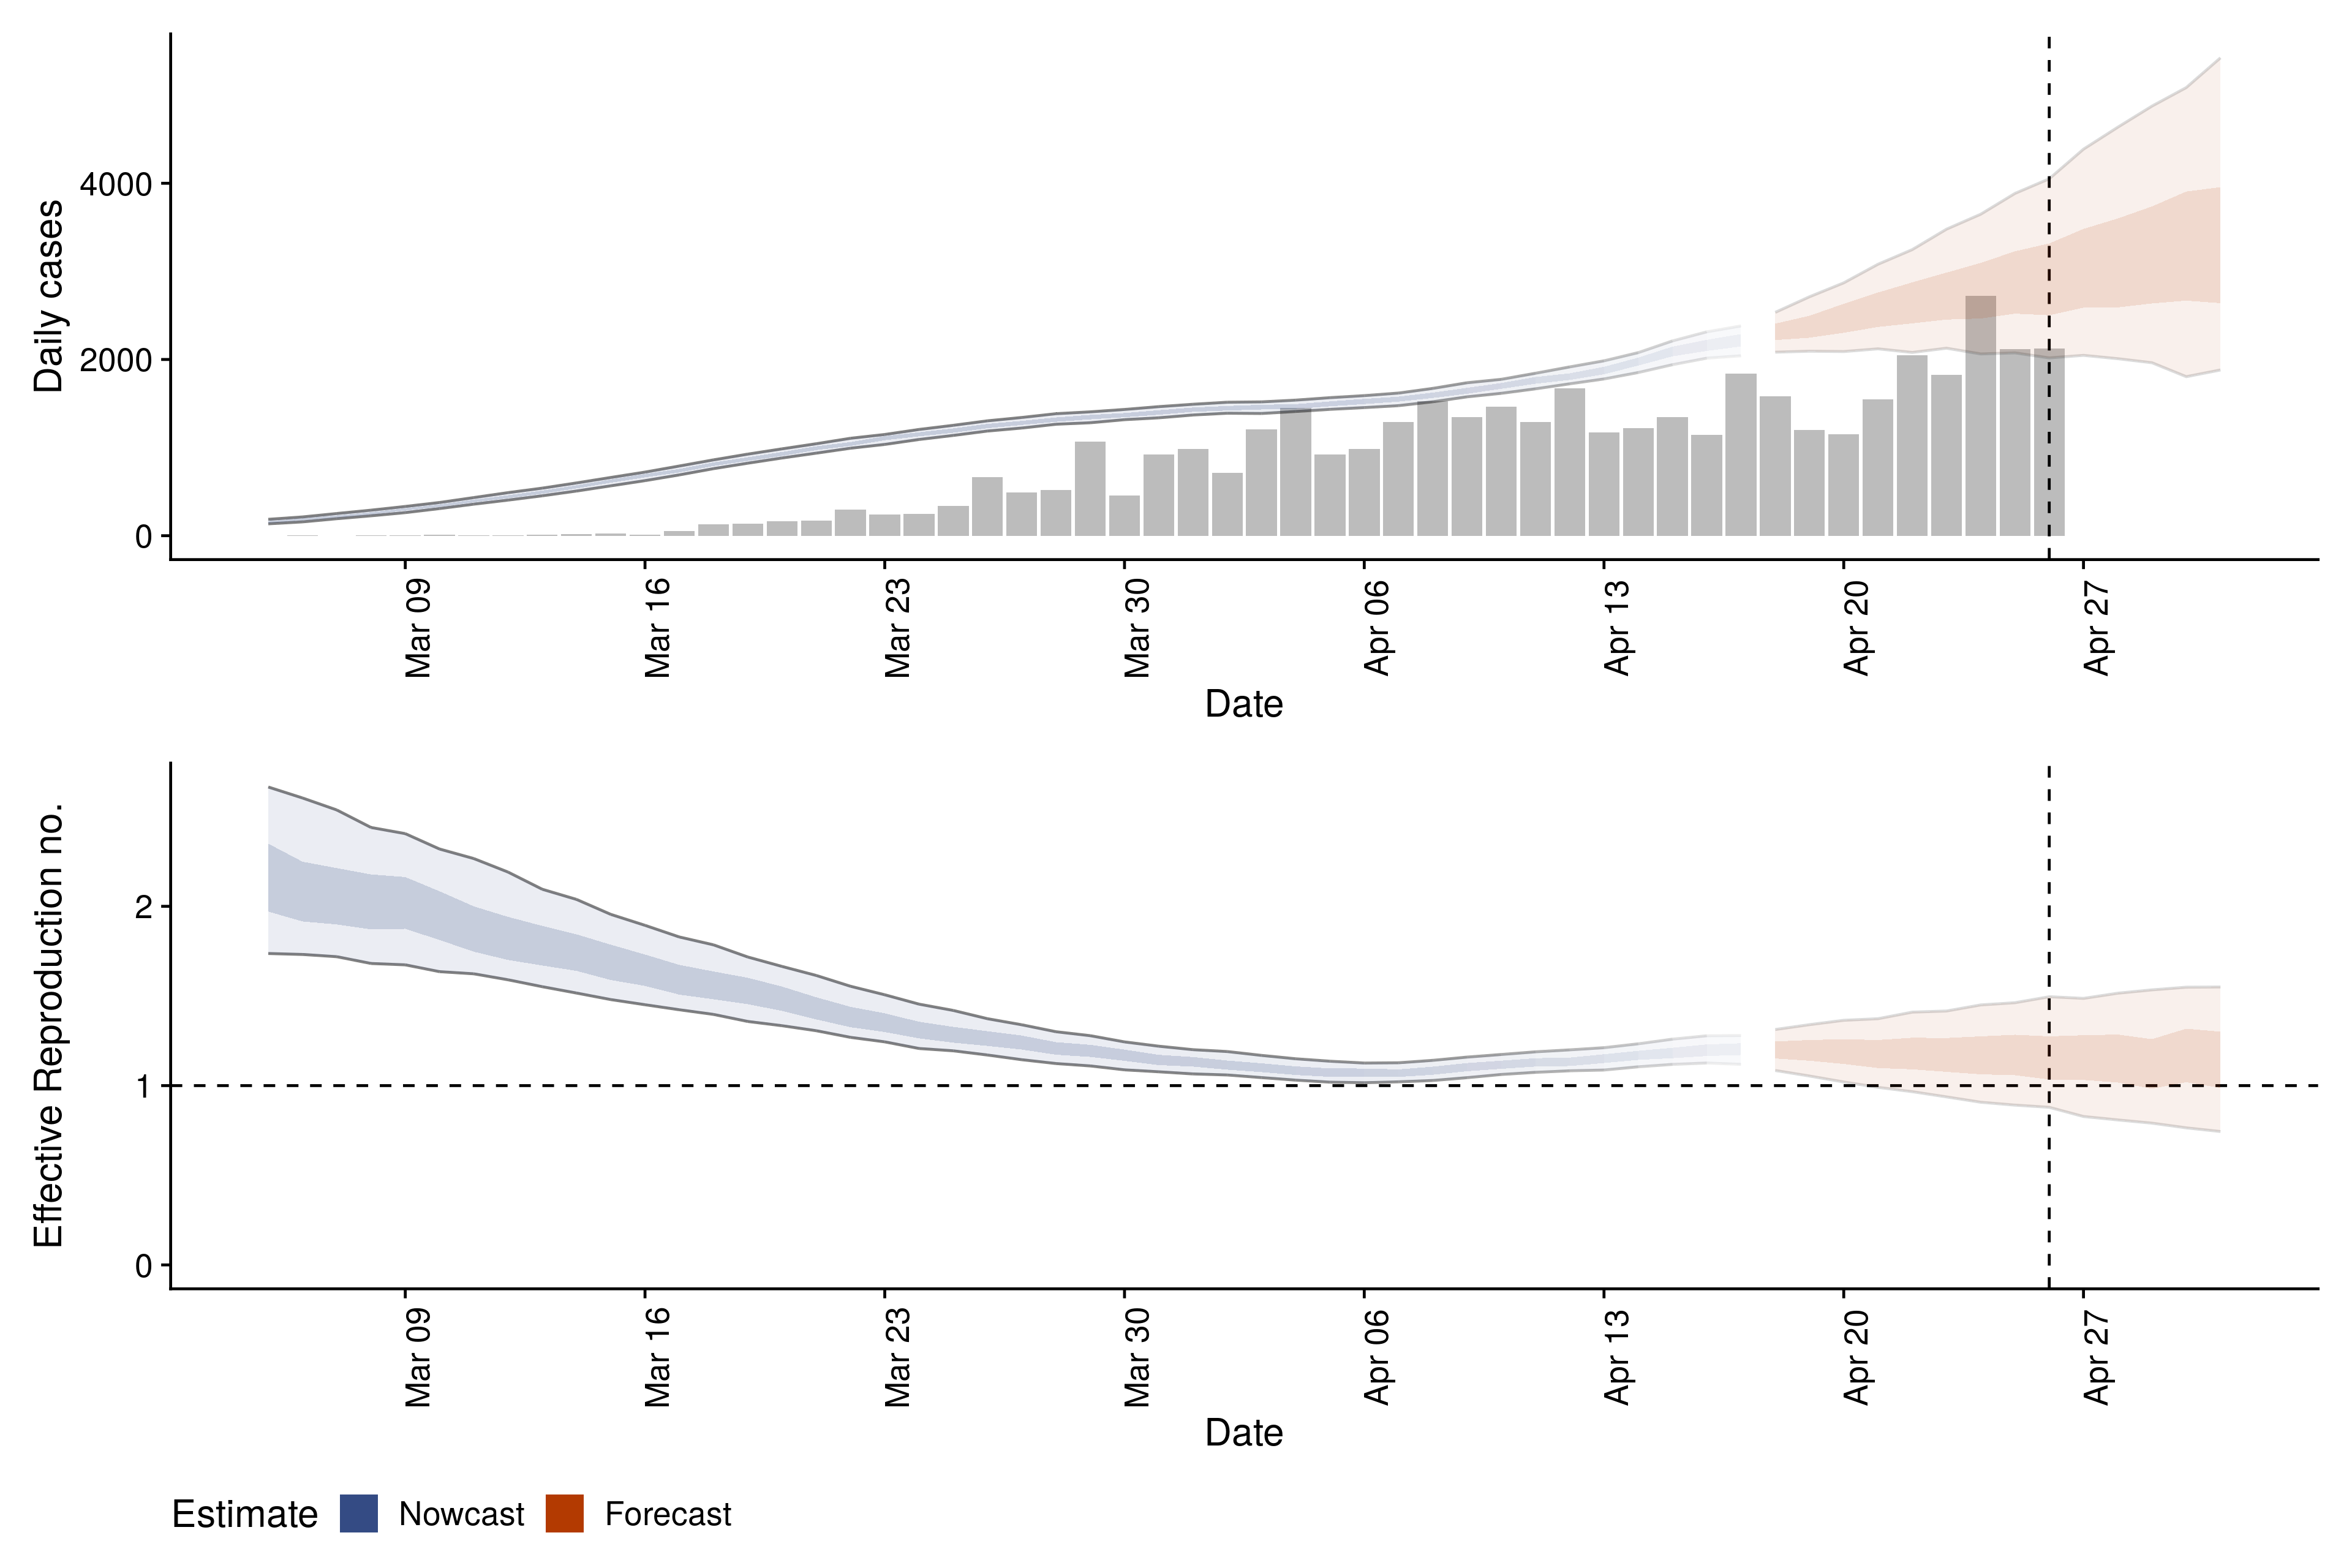 Daily cases
4000
2000
0
Mar 09
Mar 16
Mar 23
Mar 30
Apr 06
Apr 13
Apr 20
Apr 27
Date
Effective Reproduction no.
2
1
0
Mar 09
Mar 16
Mar 23
Mar 30
Apr 06
Apr 13
Apr 20
Apr 27
Date
Estimate Nowcast Forecast